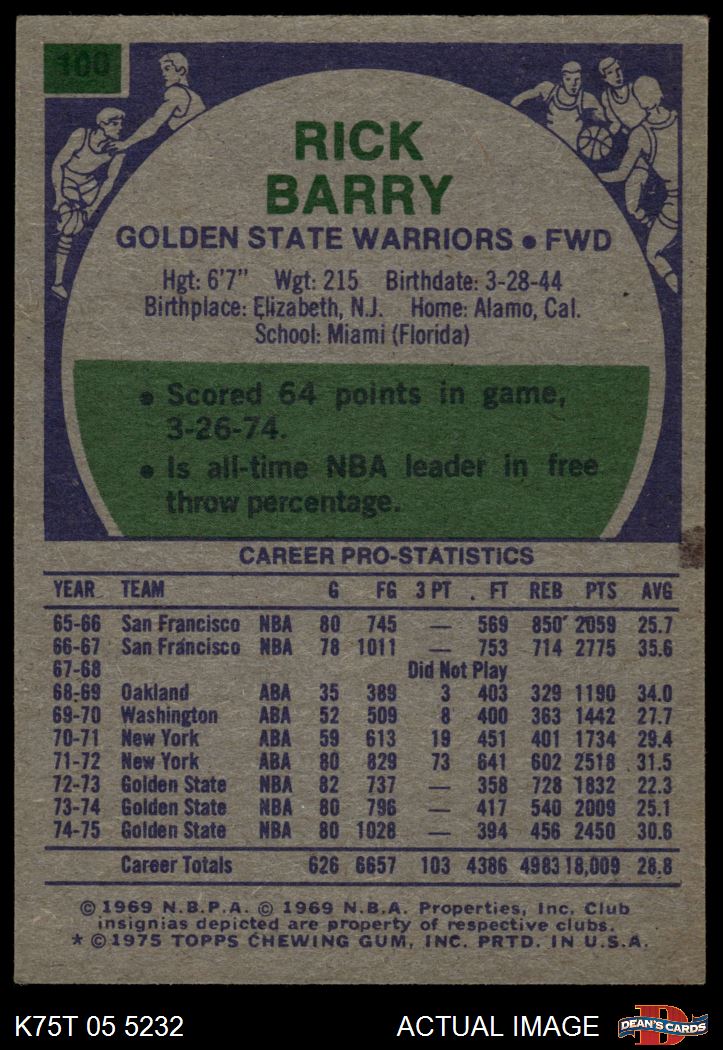 100
RICK
BARRY
GOLDEN STATE WARRIORS • FWD
Hgt: 6'7" Wgt: 215 Birthdate: 3-28-44
Birthplace: Elizabeth, N.J. Home: Alamo, Cal.
School: Miami (Florida)
• Scored 64 points in game,
3-26-74.
• Is all-time NBA leader in free
throw percentage.
CAREER PRO-STATISTICS
YEAR TEAM G FG 3 PT FT REB PTS AVG
65-66 San Francisco NBA 80 745 — 569 850 2059 25.7
66-67 San Francisco NBA 78 1011 — 753 714 2775 35.6
67-68 Did Not Play
68-69 Oakland ABA 35 389 3 403 329 1190 34.0
69-70 Washington ABA 52 509 8 400 363 1442 27.7
70-71 New York ABA 59 613 19 451 401 1734 29.4
71-72 New York ABA 80 829 73 641 602 2518 31.5
72-73 Golden State NBA 82 737 — 358 728 1832 22.3
73-74 Golden State NBA 80 796 — 417 540 2009 25.1
74-75 Golden State NBA 80 1028 — 394 456 2450 30.6
Career Totals 626 6657 103 4386 4983 18,009 28.8
© 1969 N.B.P.A. © 1969 N.B.A. Properties, Inc. Club
insignias depicted are property of respective clubs.
* © 1975 TOPPS CHEWING GUM, INC. PRTD. IN U.S.A.
K75T 05 5232 ACTUAL IMAGE
D
DEAN'S CARDS